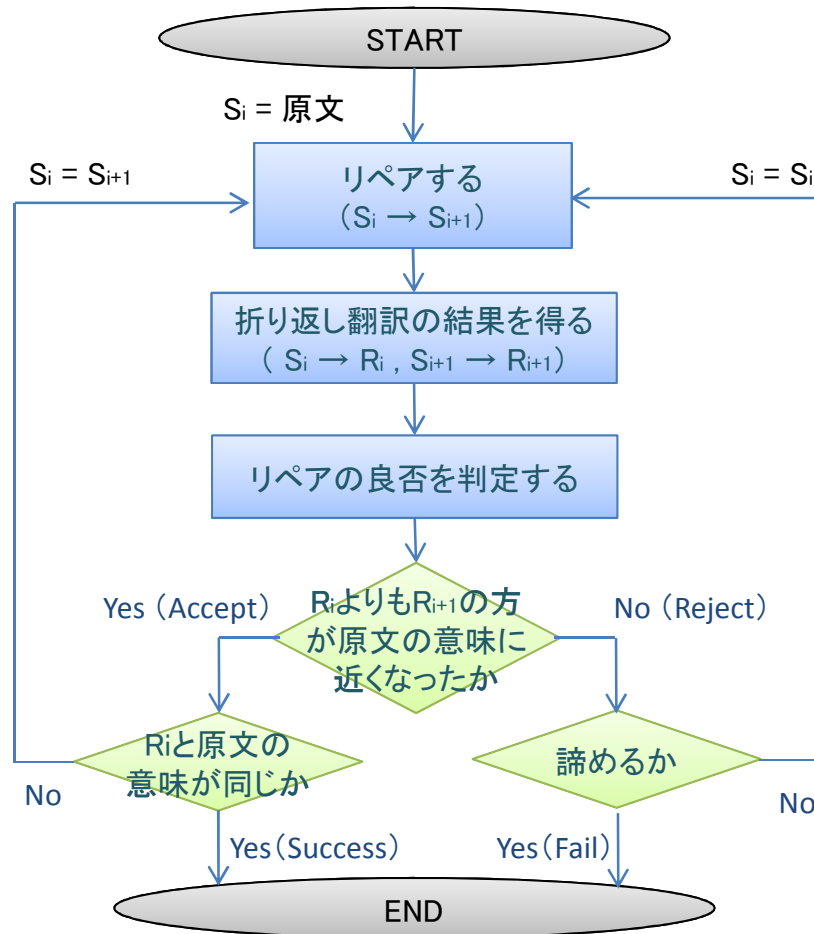 START
Si = 原文
Si = Si+1
Si = Si
リペアする
(Si → Si+1)
折り返し翻訳の結果を得る
( Si → Ri , Si+1 → Ri+1)
リペアの良否を判定する
Yes (Accept)
RiよりもRi+1の方
が原文の意味に
近くなったか
No (Reject)
Riと原文の
意味が同じか
諦めるか
No
No
Yes(Success)
Yes(Fail)
END